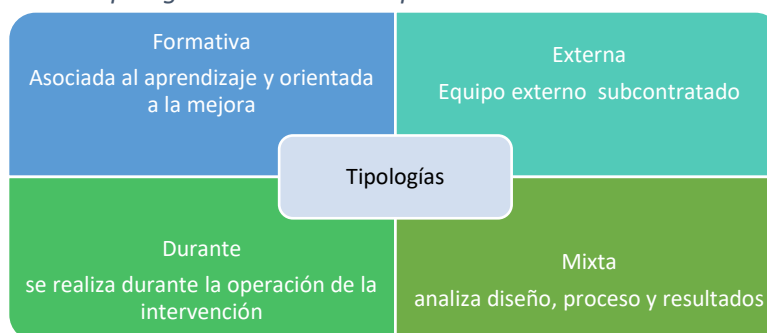 Formativa
Asociada al aprendizaje y orientada
a la mejora
Externa
Equipo externo subcontratado
Tipologías
Durante
se realiza durante la operación de la
intervención
Mixta
analiza diseño, proceso y resultados